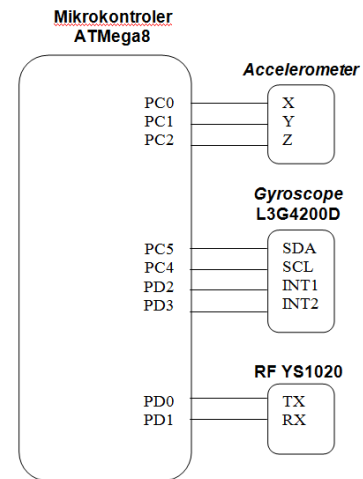 Mikrokontroler
ATMega8
Accelerometer
PC0 X
PC1 Y
PC2 Z
Gyroscope
L3G4200D
PC5 SDA
PC4 SCL
PD2 INT1
PD3 INT2
RF YS1020
PD0 TX
PD1 RX